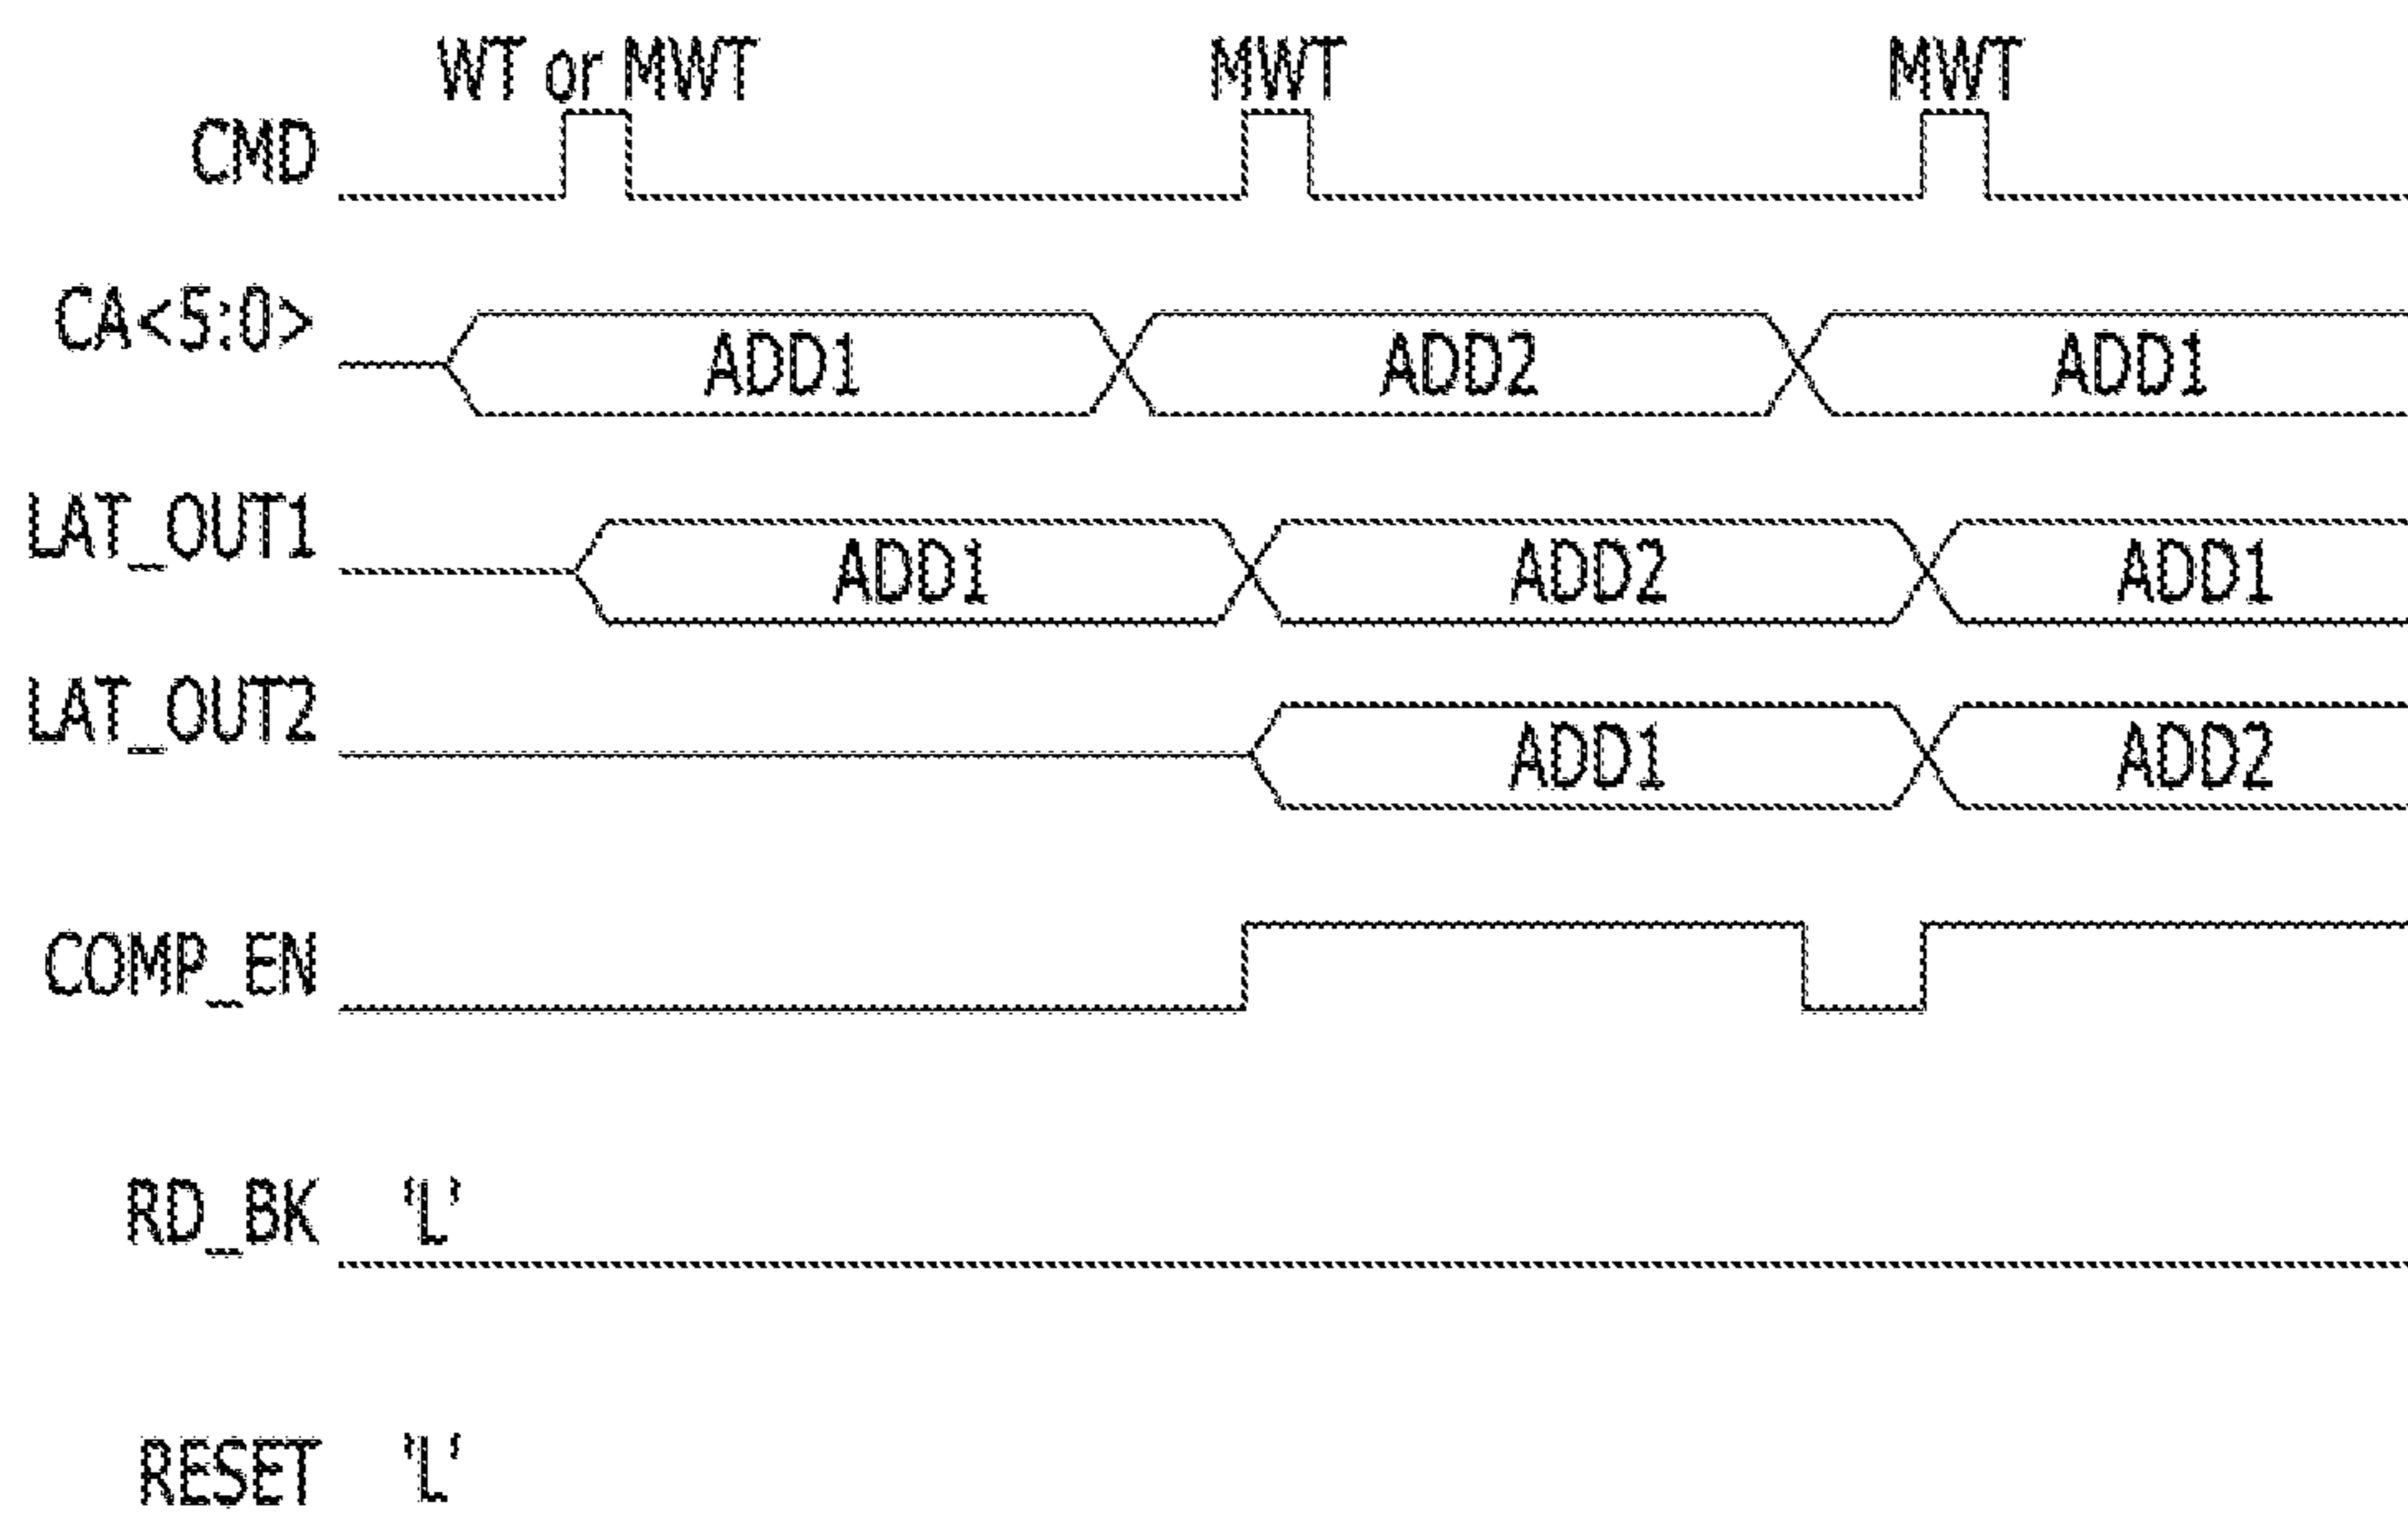 WT or MWT MWT MWT
CMD
CA<5:0> ADD1 ADD2 ADD1
LAT_OUT1 ADD1 ADD2 ADD1
LAT_OUT2 ADD1 ADD2
COMP_EN
RD_BK 'L'
RESET 'L'